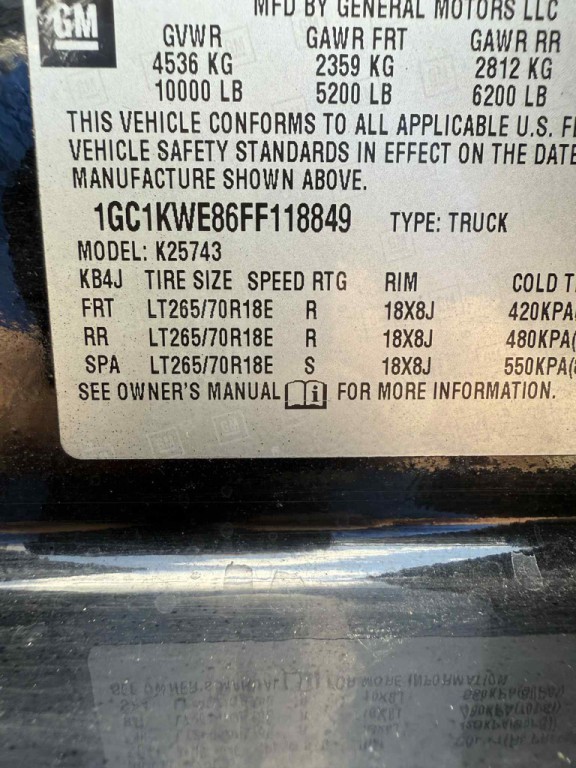 GM
MFD BY GENERAL MOTORS LLC
GVWR GAWR FRT GAWR RR
4536 KG 2359 KG 2812 KG
10000 LB 5200 LB 6200 LB
THIS VEHICLE CONFORMS TO ALL APPLICABLE U.S. F
VEHICLE SAFETY STANDARDS IN EFFECT ON THE DATE
MANUFACTURE SHOWN ABOVE.
1GC1KWE86FF118849 TYPE: TRUCK
MODEL: K25743
KB4J TIRE SIZE SPEED RTG RIM COLD T
FRT LT265/70R18E R 18X8J 420KPA(
RR LT265/70R18E R 18X8J 480KPA(
SPA LT265/70R18E S 18X8J 550KPA(
SEE OWNER'S MANUAL i FOR MORE INFORMATION.